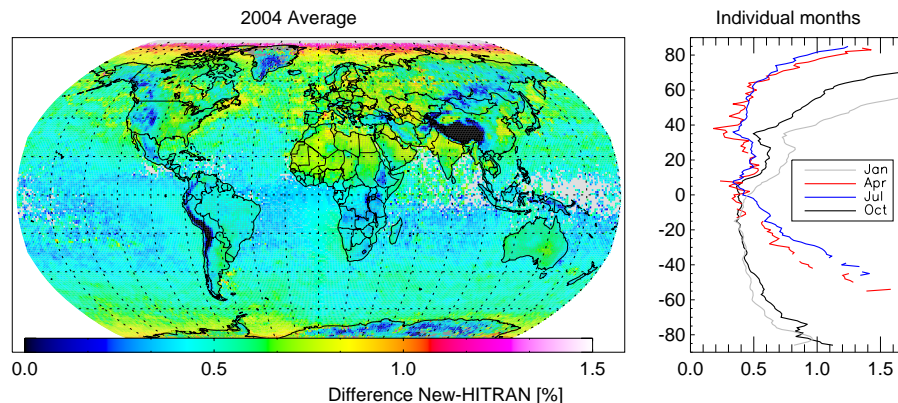 2004 Average
Individual months
80
60
40
20
0
-20
-40
-60
-80
Jan
Apr
Jul
Oct
0.0
0.5
1.0
1.5
0.0
0.5
1.0
1.5
Difference New-HITRAN [%]